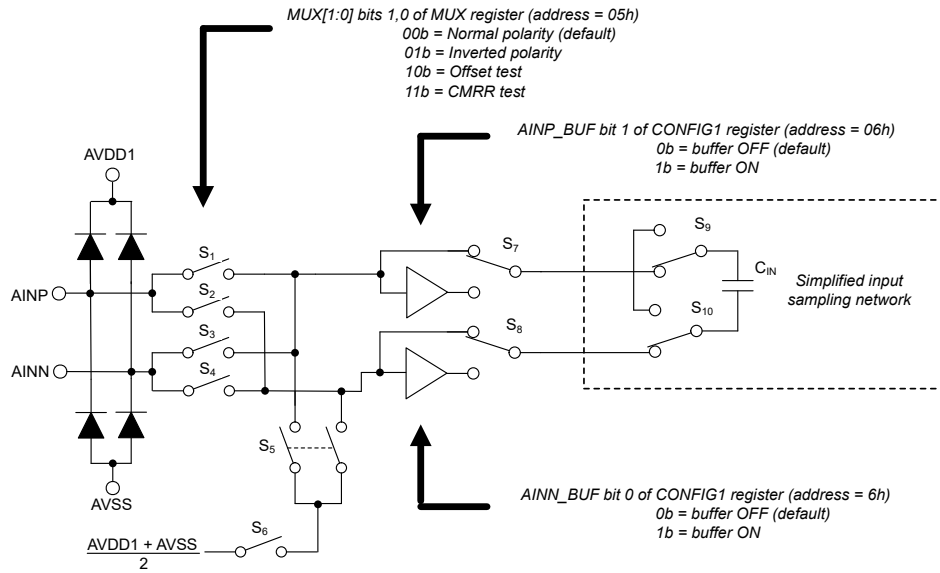 MUX[1:0] bits 1,0 of MUX register (address = 05h)
00b = Normal polarity (default)
01b = Inverted polarity
10b = Offset test
11b = CMRR test
AINP_BUF bit 1 of CONFIG1 register (address = 06h)
0b = buffer OFF (default)
1b = buffer ON
AVDD1
S1
S2
S3
S4
AINP
AINN
AVSS
S5
S6
AVDD1 + AVSS
2
S7
S8
S9
S10
CIN
Simplified input
sampling network
AINN_BUF bit 0 of CONFIG1 register (address = 6h)
0b = buffer OFF (default)
1b = buffer ON